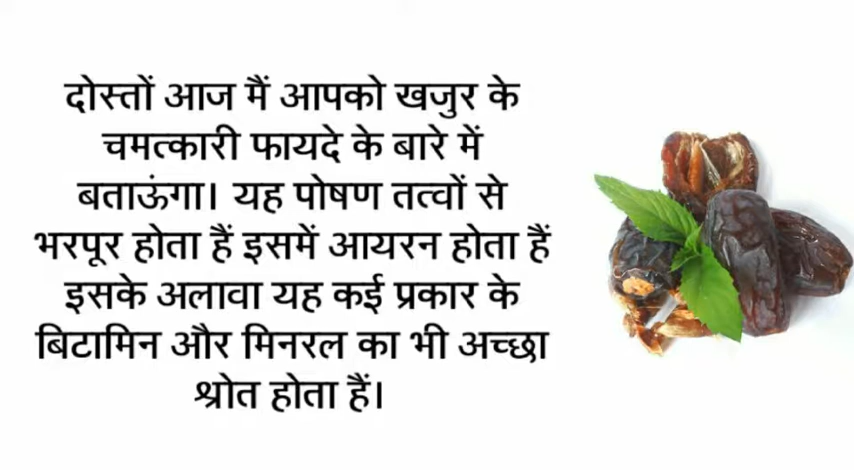 दोस्तों आज मैं आपको खजुर के
चमत्कारी फायदे के बारे में
बताऊंगा। यह पोषण तत्वों से
भरपूर होता हैं इसमें आयरन होता हैं
इसके अलावा यह कई प्रकार के
बिटामिन और मिनरल का भी अच्छा
श्रोत होता हैं।